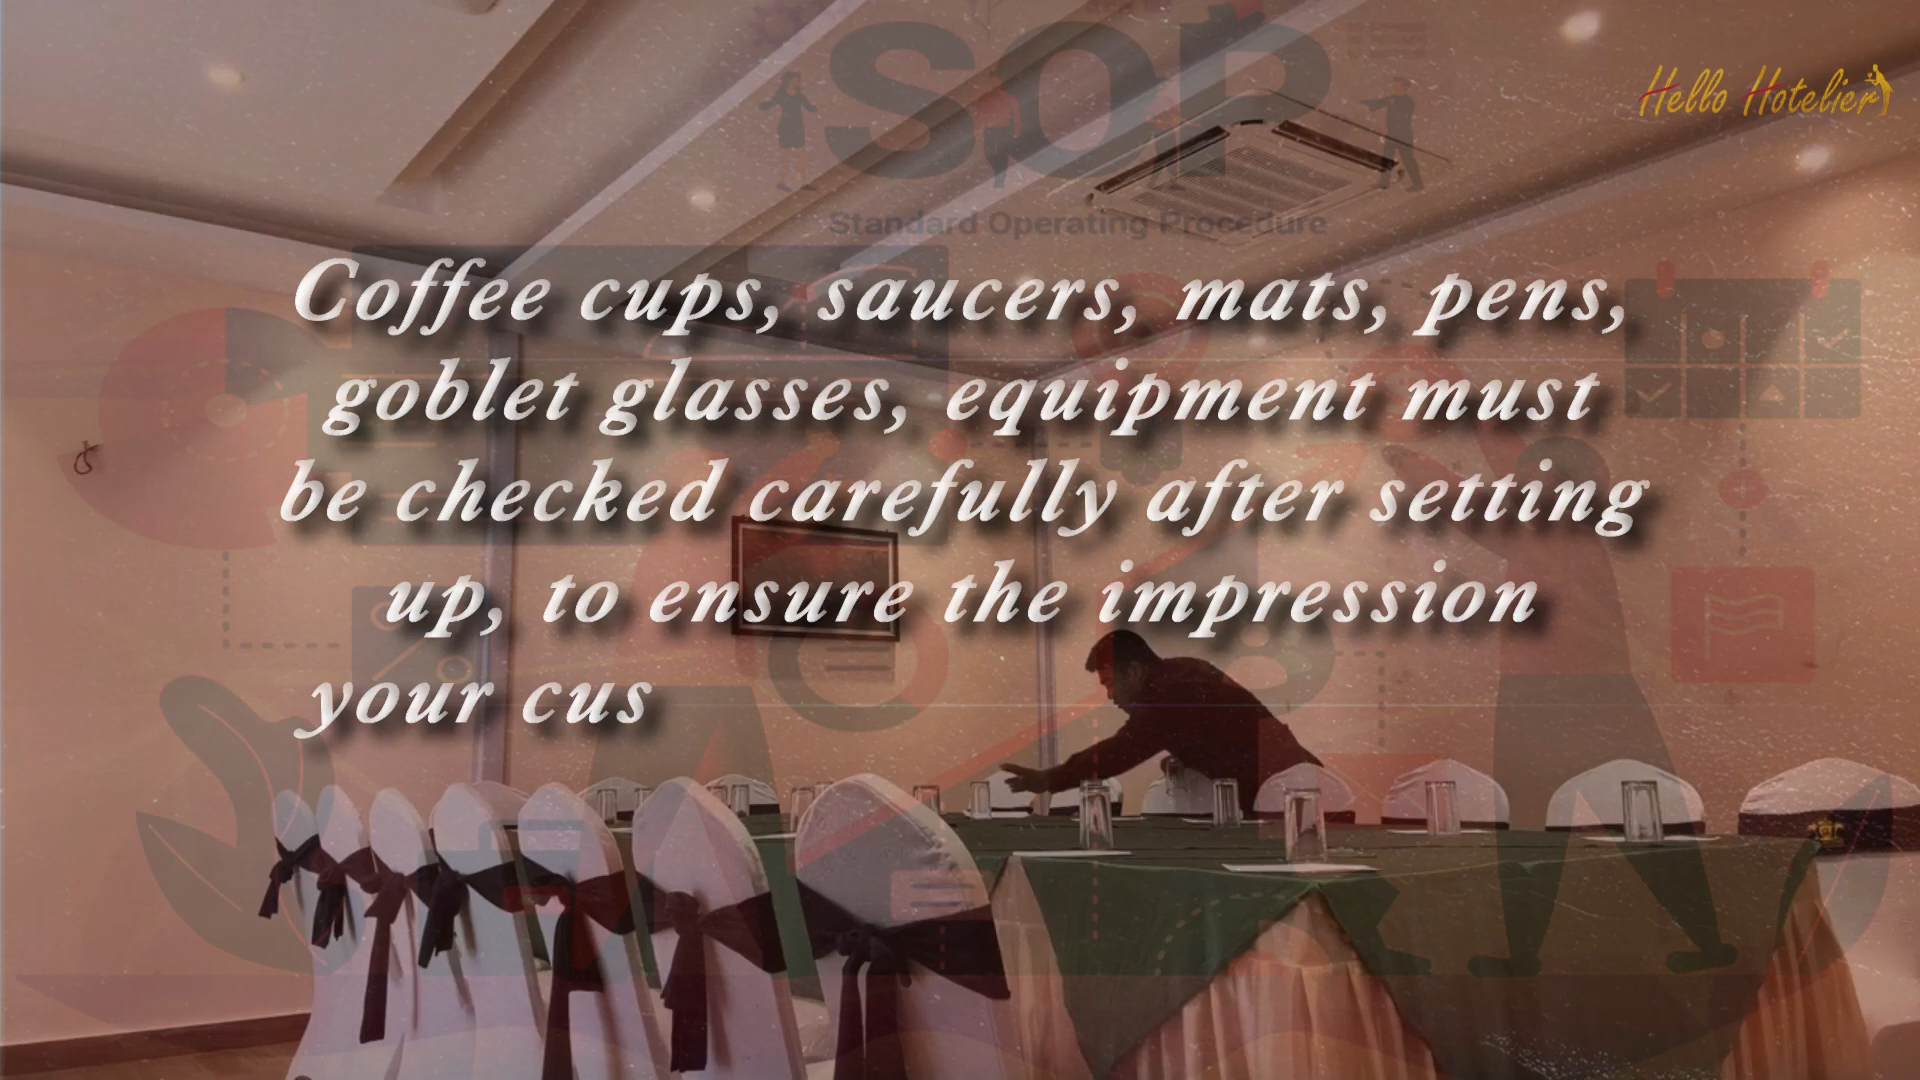 SOP
Hello Hotelier
Standard Operating Procedure
Coffee cups, saucers, mats, pens,
goblet glasses, equipment must
be checked carefully after setting
up, to ensure the impression
your cus